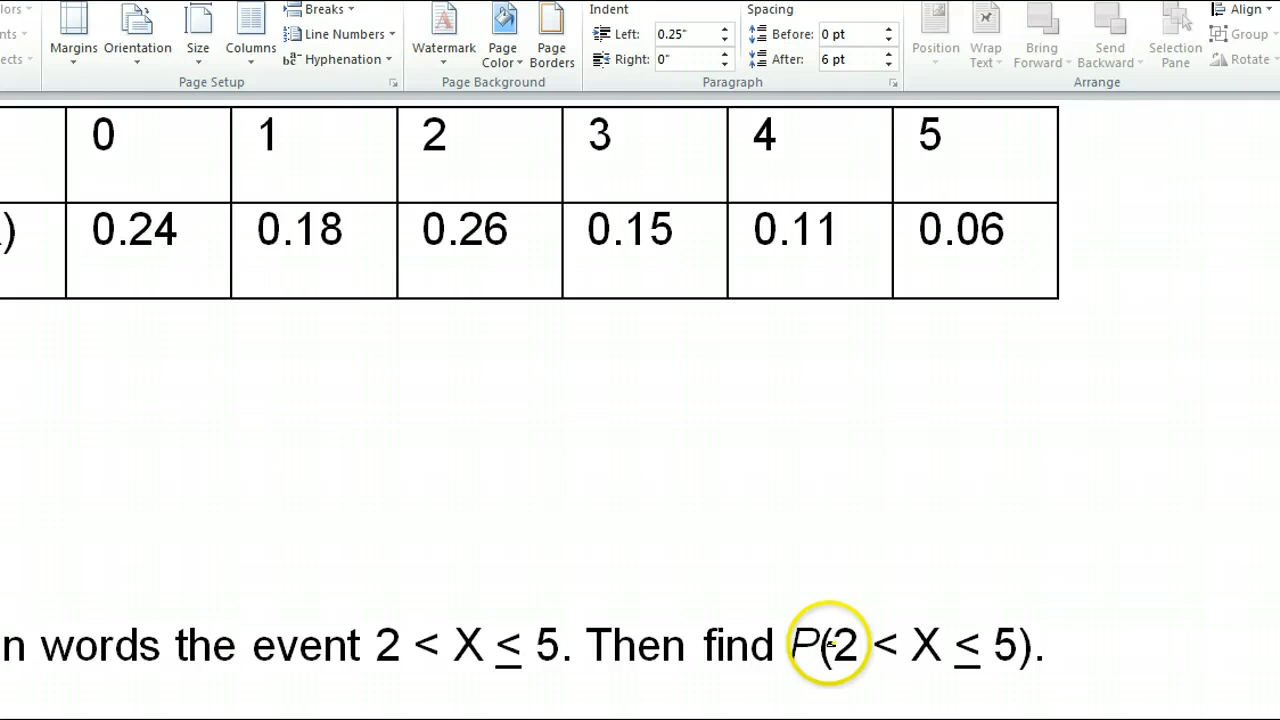 Breaks
Indent
Spacing
Align
Line Numbers
Left: 0.25"
Before: 0 pt
Group
Margins Orientation Size Columns
Hyphenation
Watermark Page Color Page Borders
Right: 0"
After: 6 pt
Position Wrap Text Bring Forward Send Backward Selection Pane
Rotate
Page Setup
Page Background
Paragraph
Arrange
0 1 2 3 4 5
) 0.24 0.18 0.26 0.15 0.11 0.06
n words the event 2 < X ≤ 5. Then find P(2 < X ≤ 5).